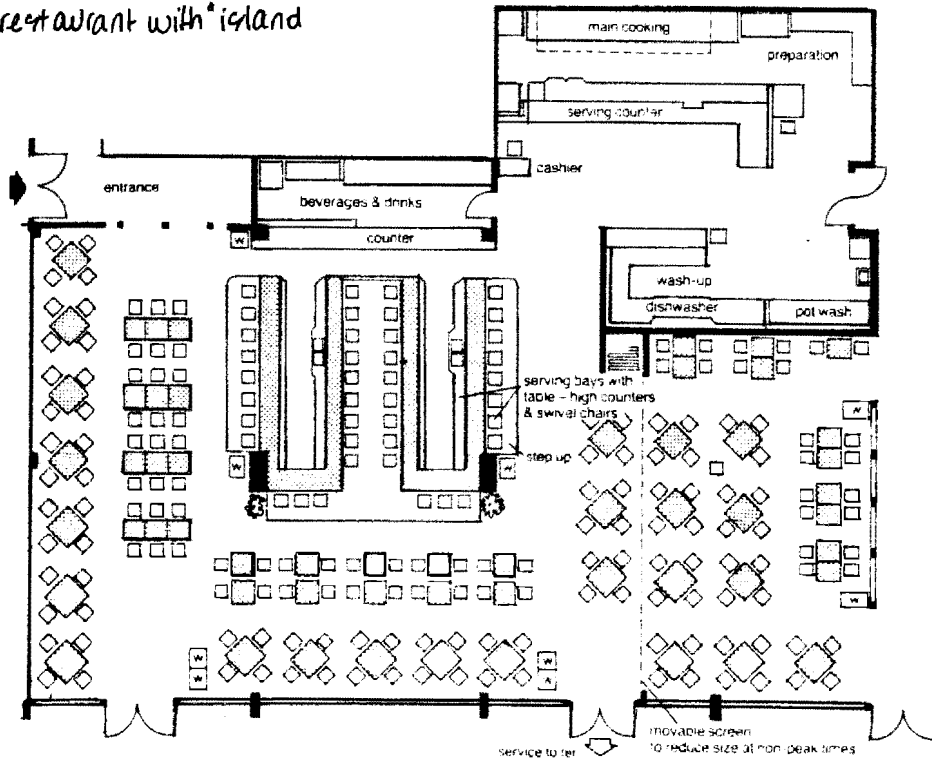 restaurant with island
main cooking
preparation
serving counter
cashier
entrance
beverages & drinks
counter
W
wash-up
dishwasher
pot wash
serving bays with
table – high counters
& swivel chairs
W
step up
W
W
W
W
W
W
W
movable screen
to reduce size at non-peak times
service to